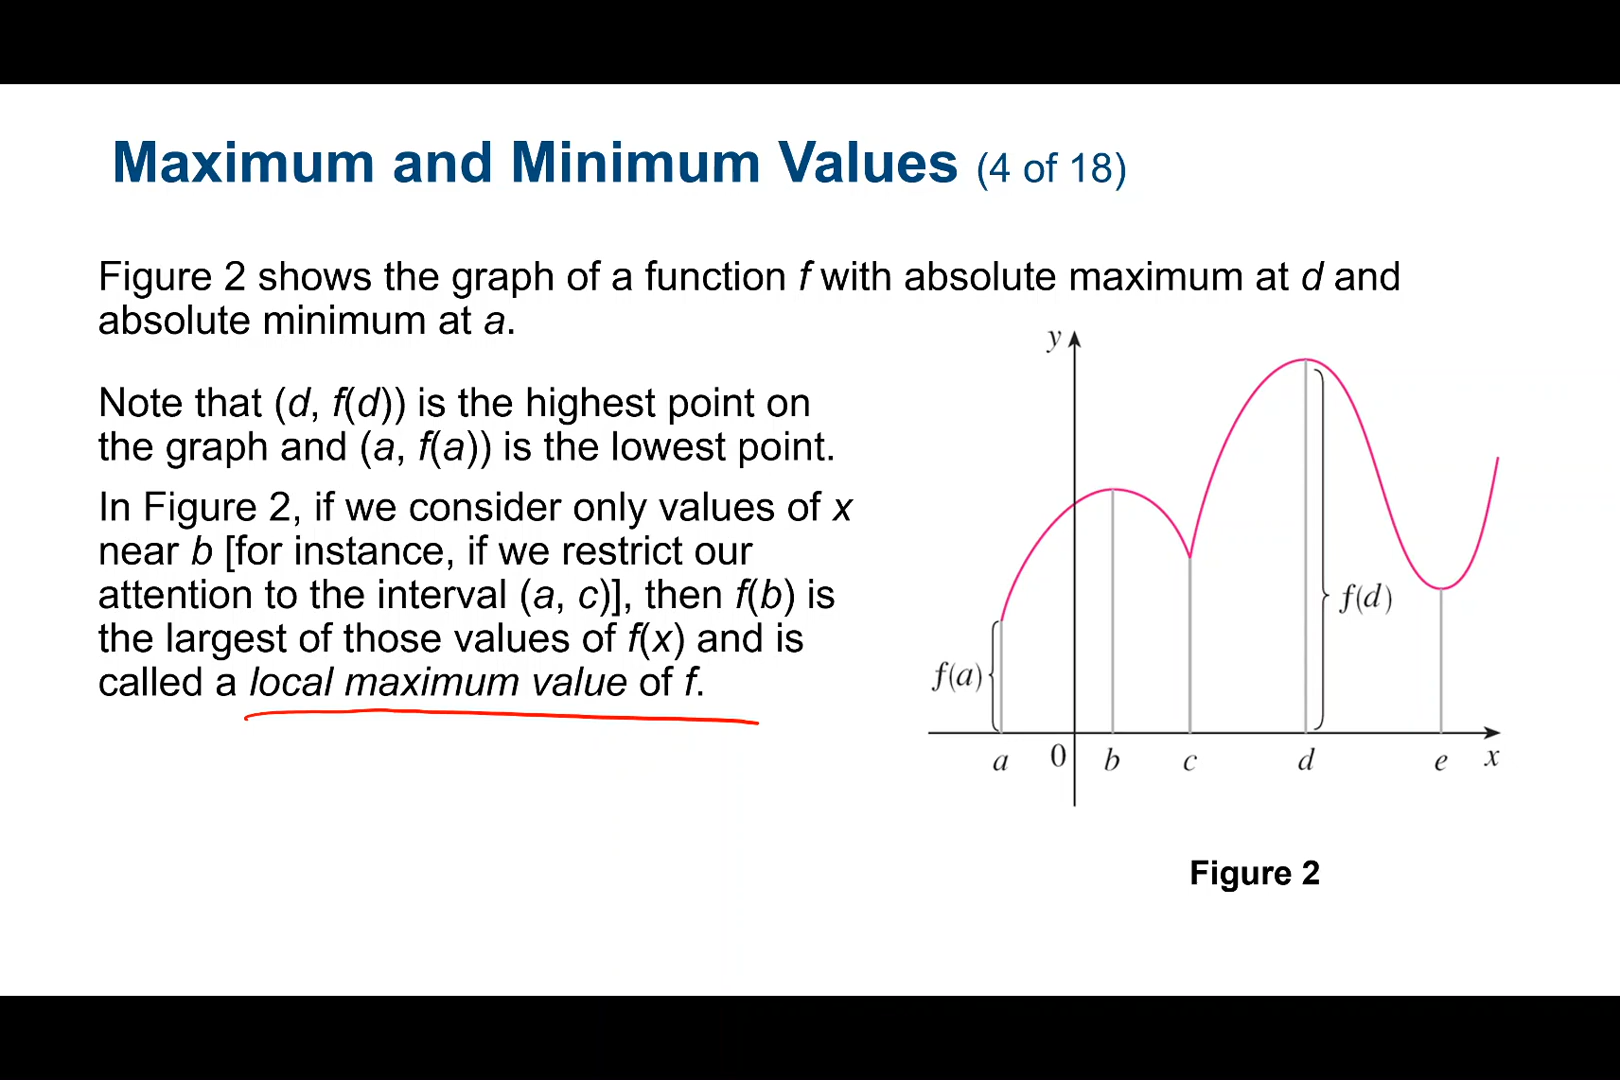 Maximum and Minimum Values (4 of 18)
Figure 2 shows the graph of a function f with absolute maximum at d and
absolute minimum at a.
Note that (d, f(d)) is the highest point on
the graph and (a, f(a)) is the lowest point.
In Figure 2, if we consider only values of x
near b [for instance, if we restrict our
attention to the interval (a, c)], then f(b) is
the largest of those values of f(x) and is
called a local maximum value of f.
y
f(d)
f(a)
a 0 b c d e x
Figure 2